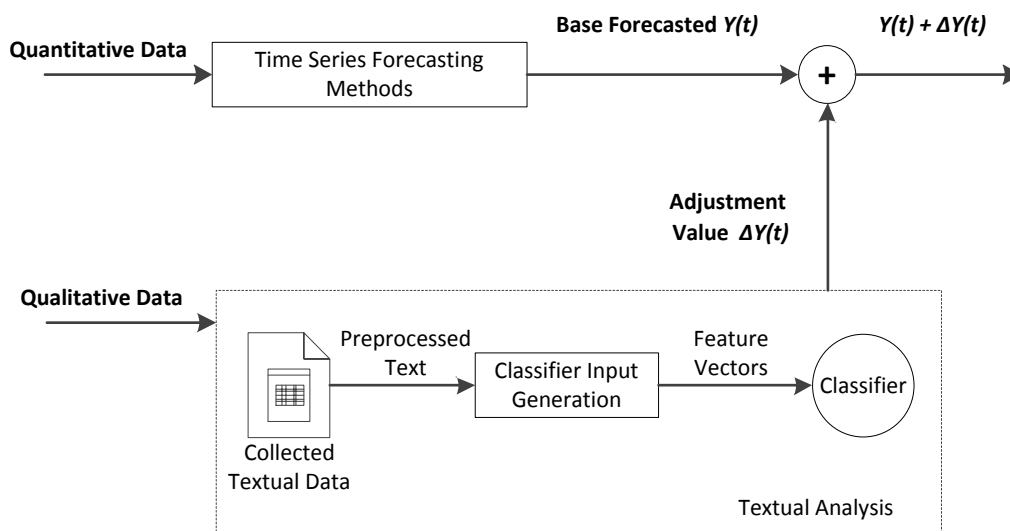 Quantitative Data
Time Series Forecasting
Methods
Base Forecasted Y(t)
+
Y(t) + ΔY(t)
Adjustment
Value ΔY(t)
Qualitative Data
Collected
Textual Data
Preprocessed
Text
Classifier Input
Generation
Feature
Vectors
Classifier
Textual Analysis